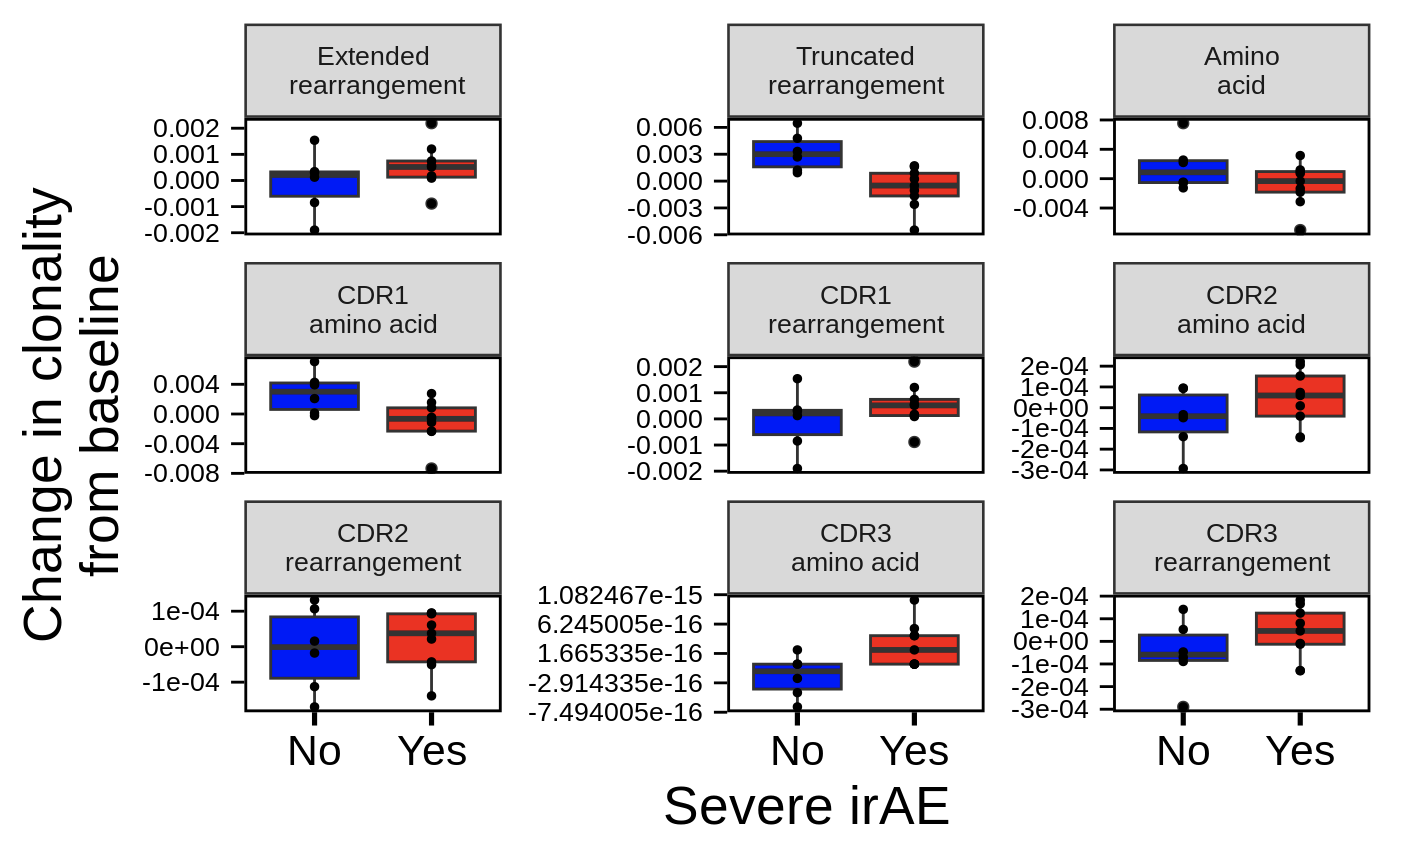 Change in clonality
from baseline
Extended
rearrangement
0.002
0.001
0.000
-0.001
-0.002
Truncated
rearrangement
0.006
0.003
0.000
-0.003
-0.006
Amino
acid
0.008
0.004
0.000
-0.004
CDR1
amino acid
0.004
0.000
-0.004
-0.008
CDR1
rearrangement
0.002
0.001
0.000
-0.001
-0.002
CDR2
amino acid
2e-04
1e-04
0e+00
-1e-04
-2e-04
-3e-04
CDR2
rearrangement
1e-04
0e+00
-1e-04
CDR3
amino acid
1.082467e-15
6.245005e-16
1.665335e-16
-2.914335e-16
-7.494005e-16
CDR3
rearrangement
2e-04
1e-04
0e+00
-1e-04
-2e-04
-3e-04
No Yes No Yes No Yes
Severe irAE